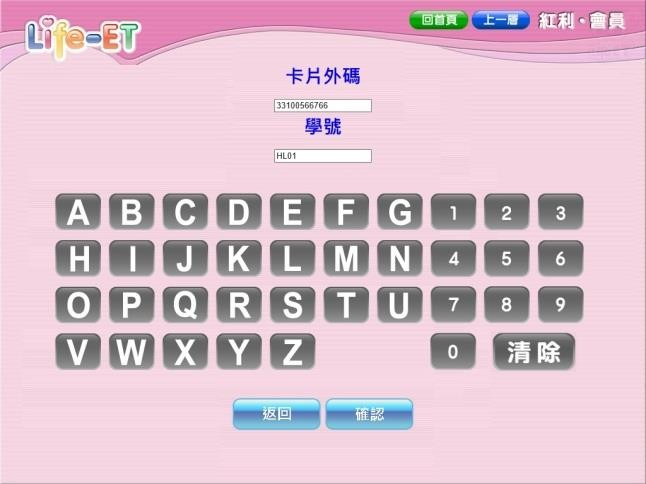 Life-ET
回首頁 上一層 紅利·會員
卡片外碼
33100566766
學號
HL01
A B C D E F G 1 2 3
H I J K L M N 4 5 6
O P Q R S T U 7 8 9
V W X Y Z 0 清除
返回 確認